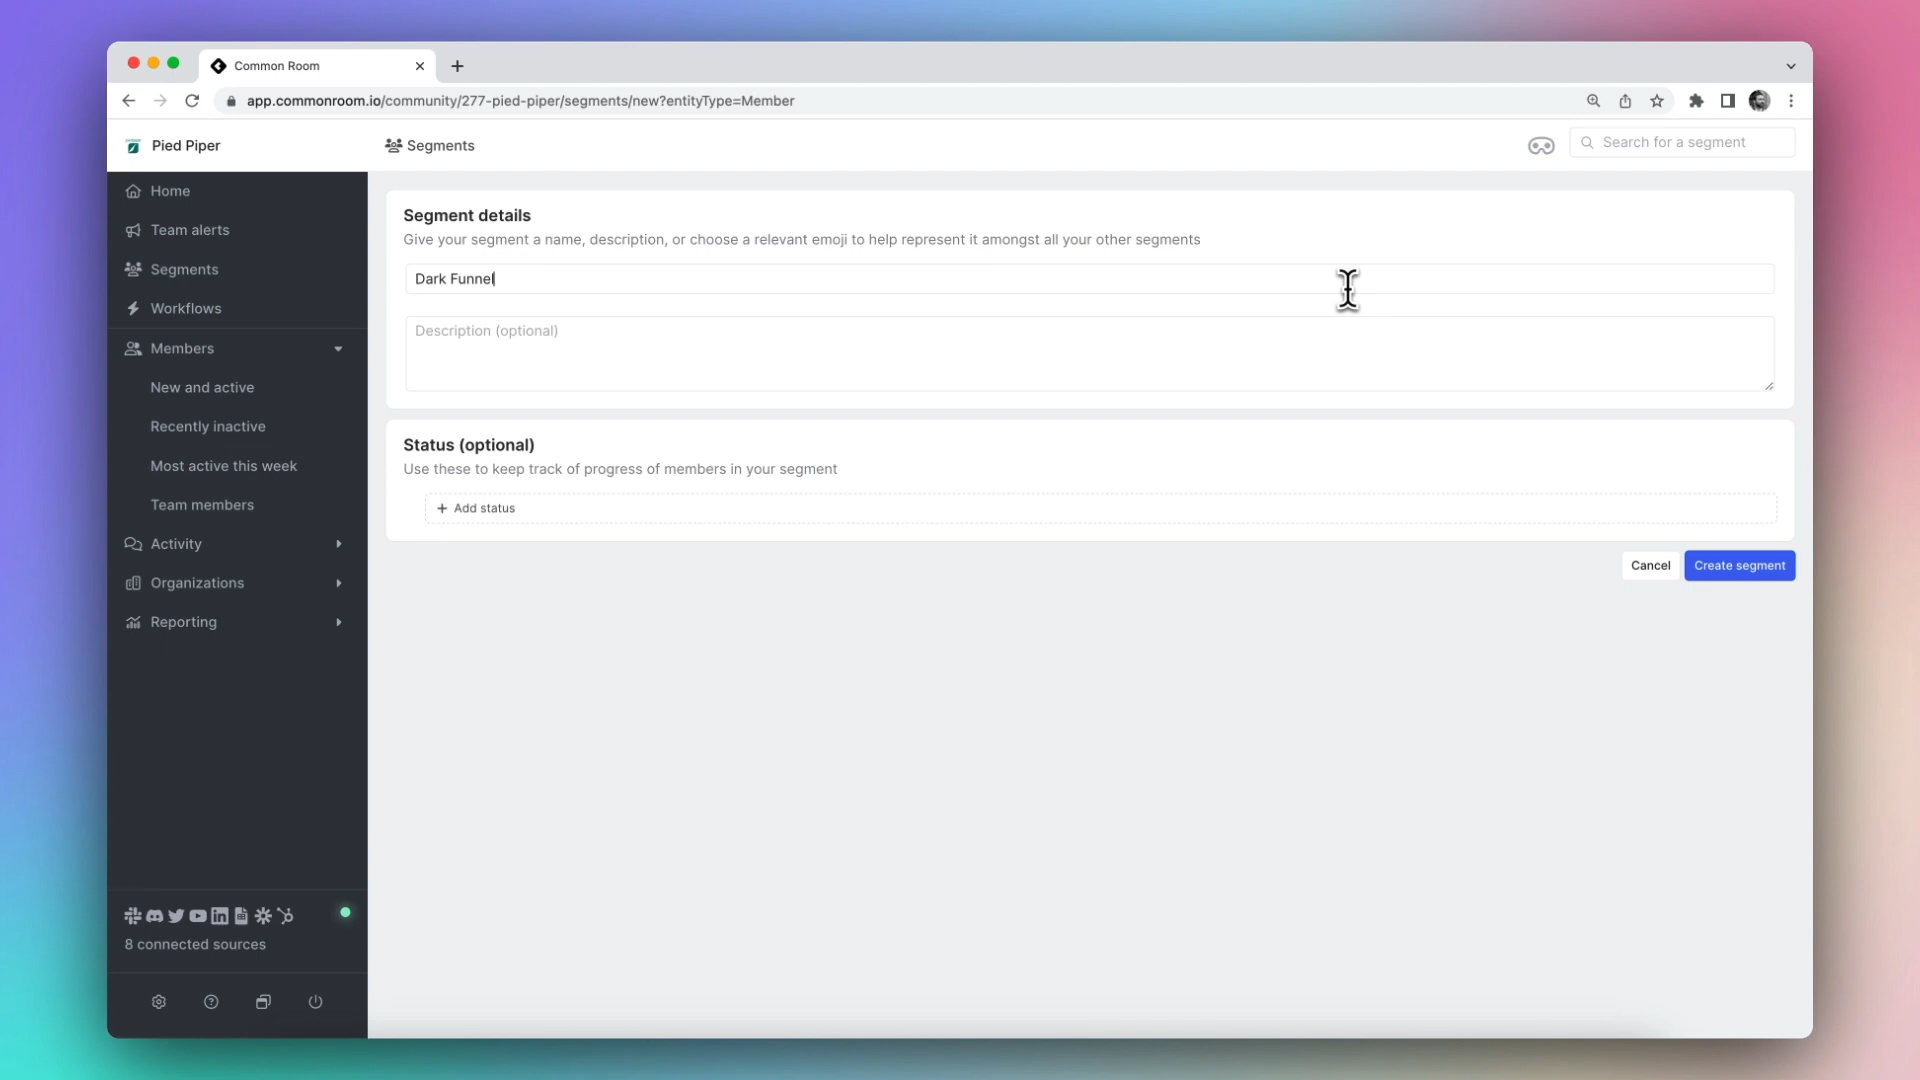 Common Room
app.commonroom.io/community/277-pied-piper/segments/new?entityType=Member
Pied Piper
Segments
Search for a segment
Home
Team alerts
Segments
Workflows
Members
New and active
Recently inactive
Most active this week
Team members
Activity
Organizations
Reporting
8 connected sources
Segment details
Give your segment a name, description, or choose a relevant emoji to help represent it amongst all your other segments
Dark Funnel
Description (optional)
Status (optional)
Use these to keep track of progress of members in your segment
+ Add status
Cancel
Create segment